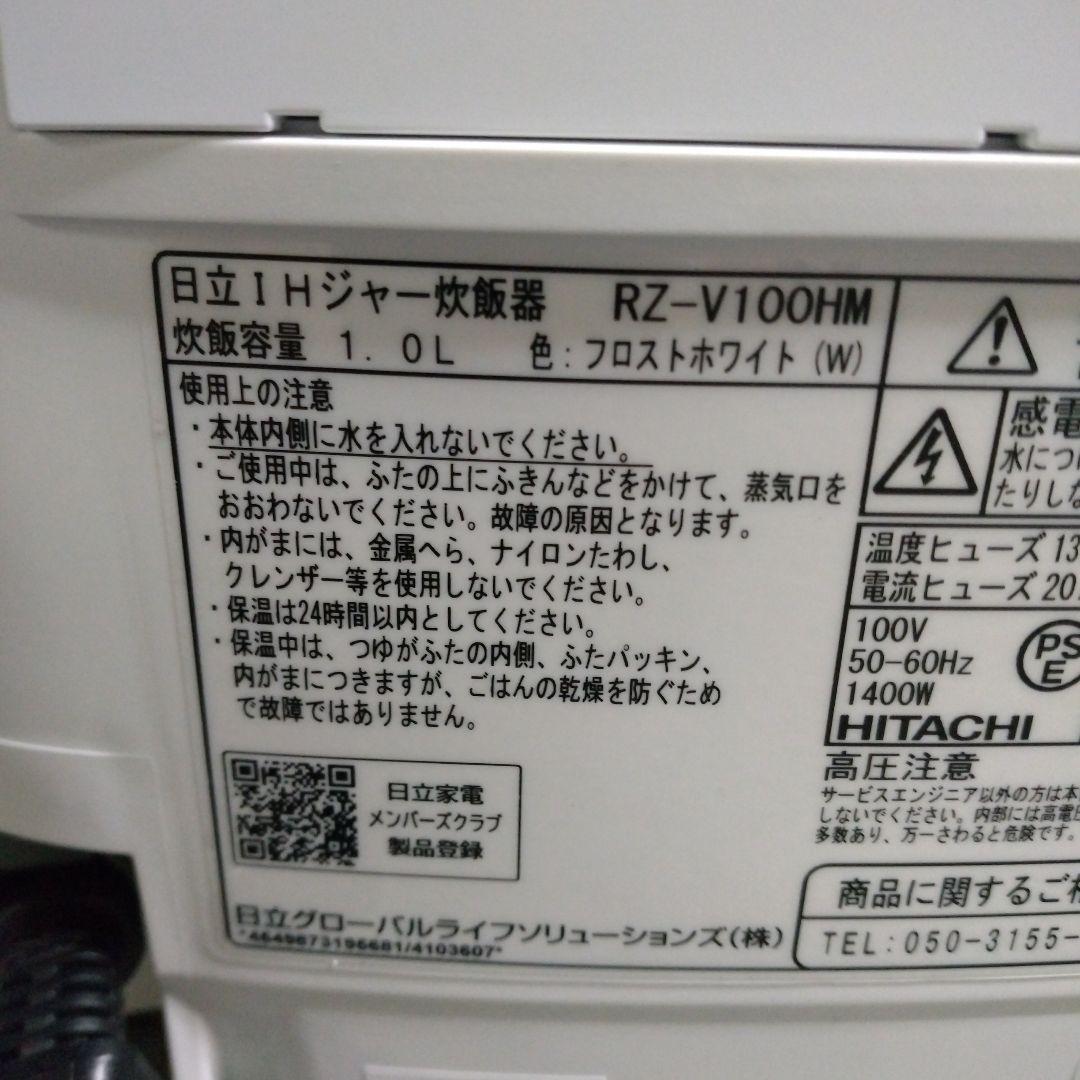 日立IHジャー炊飯器 RZ-V100HM
炊飯容量 1.0L 色:フロストホワイト(W)
使用上の注意
・本体内側に水を入れないでください。
・ご使用中は、ふたの上にふきんなどをかけて、蒸気口を
おおわないでください。故障の原因となります。
・内がまには、金属へら、ナイロンたわし、
クレンザー等を使用しないでください。
・保温は24時間以内としてください。
・保温中は、つゆがふたの内側、ふたパッキン、
内がまにつきますが、ごはんの乾燥を防ぐため
で故障ではありません。
日立家電
メンバーズクラブ
製品登録
日立グローバルライフソリューションズ(株)
*4549873196681/4103607*
感電
水につけ
たりしな
温度ヒューズ 13
電流ヒューズ 20
100V
50-60Hz
1400W
PS
E
HITACHI
高圧注意
サービスエンジニア以外の方は本
しないでください。内部には高電圧
多数あり、万一さわると危険です。
商品に関するご相
TEL:050-3155-